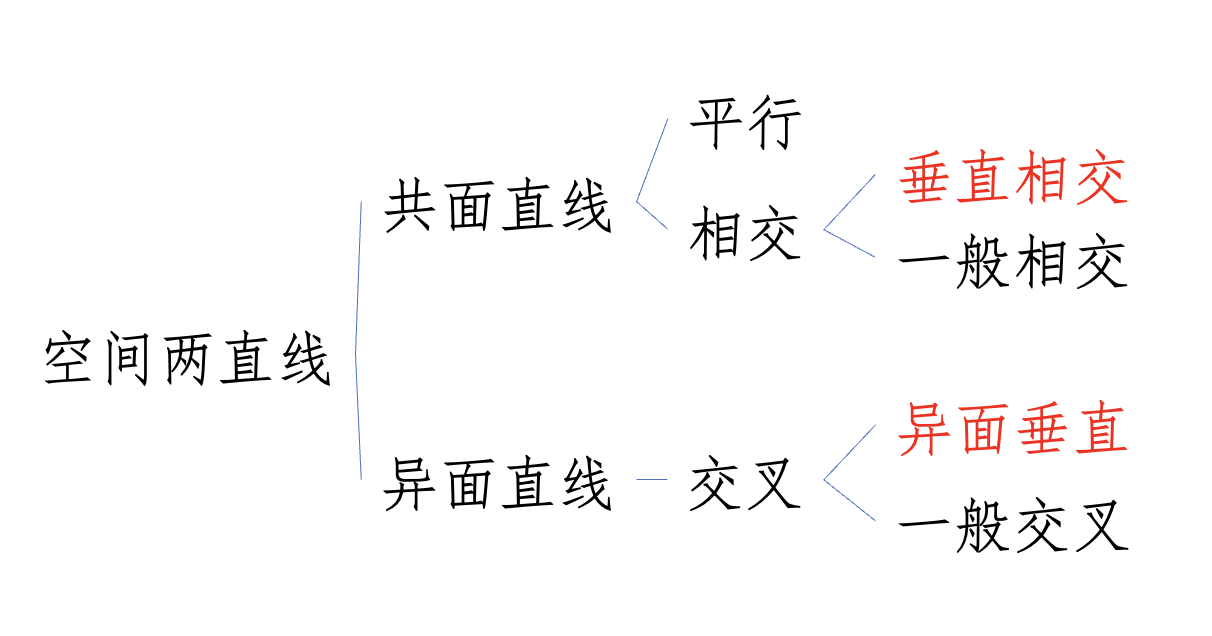 平行
垂直相交
共面直线
相交
一般相交
空间两直线
异面垂直
异面直线
交叉
一般交叉